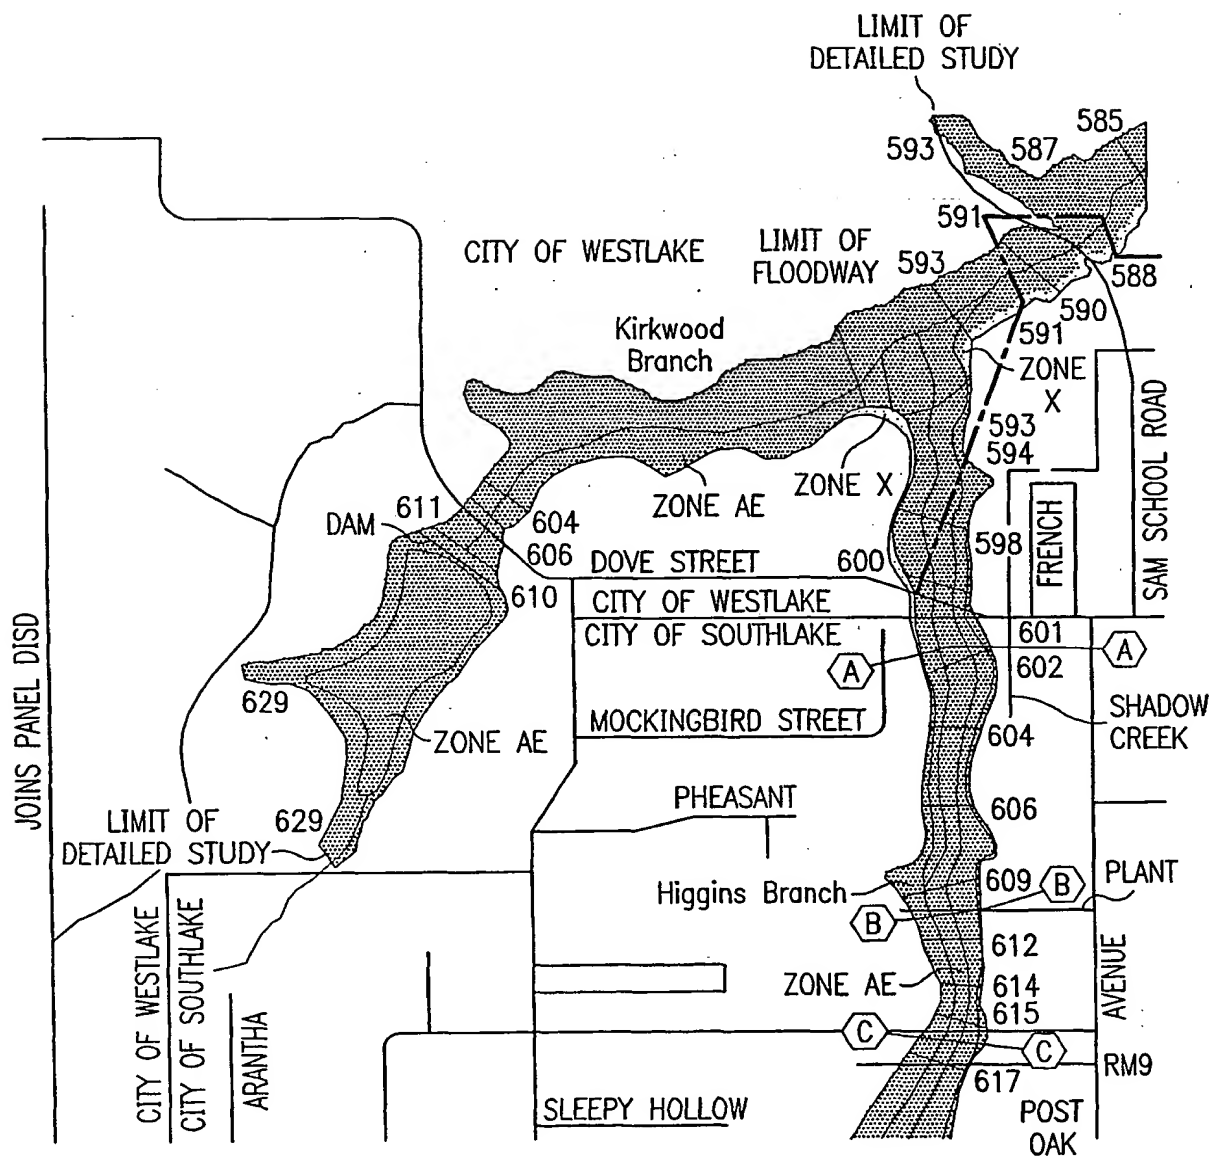 LIMIT OF
DETAILED STUDY
593
587
585
591
588
CITY OF WESTLAKE
LIMIT OF
FLOODWAY
593
590
591
Kirkwood
Branch
ZONE
X
593
594
SAM SCHOOL ROAD
ZONE AE
ZONE X
611
DAM
604
606
DOVE STREET
600
598
FRENCH
610
CITY OF WESTLAKE
CITY OF SOUTHLAKE
601
602
A
A
629
MOCKINGBIRD STREET
604
SHADOW
CREEK
ZONE AE
JOINS PANEL DISD
PHEASANT
606
629
LIMIT OF
DETAILED STUDY
Higgins Branch
609
B
B
PLANT
CITY OF WESTLAKE
CITY OF SOUTHLAKE
ARANTHA
612
ZONE AE
614
615
AVENUE
C
C
617
RM9
SLEEPY HOLLOW
POST
OAK